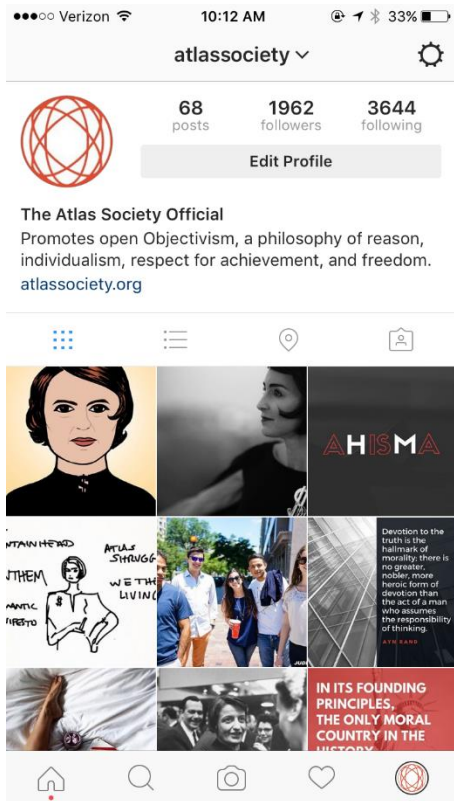 Verizon 10:12 AM 33%
atlassociety
68 1962 3644
posts followers following
Edit Profile
The Atlas Society Official
Promotes open Objectivism, a philosophy of reason,
individualism, respect for achievement, and freedom.
atlassociety.org
AHISMA
NTAINHEAD
ATLAS
SHRUGG
THEM
WE THE
LIVING
ANTIC
IFESTO
$
Devotion to the
truth is the
hallmark of
morality; there is
no greater,
nobler, more
heroic form of
devotion than
the act of a man
who assumes
the responsibility
of thinking.
AYN RAND
IN ITS FOUNDING
PRINCIPLES,
THE ONLY MORAL
COUNTRY IN THE
HISTORY